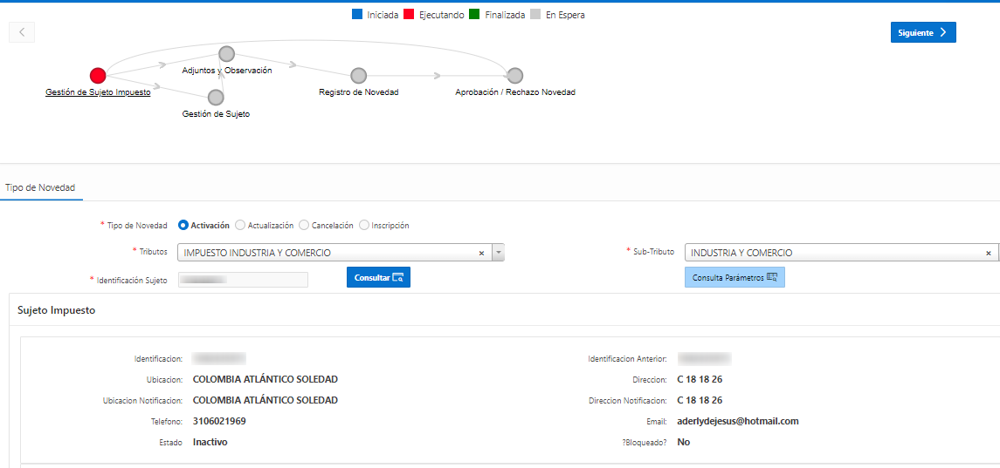 Iniciada Ejecutando Finalizada En Espera
Siguiente
Adjuntos y Observación
Gestión de Sujeto Impuesto
Registro de Novedad
Aprobación / Rechazo Novedad
Gestión de Sujeto
Tipo de Novedad
* Tipo de Novedad Activación Actualización Cancelación Inscripción
* Tributos IMPUESTO INDUSTRIA Y COMERCIO × * Sub-Tributo INDUSTRIA Y COMERCIO ×
* Identificación Sujeto Consultar Consulta Parámetros
Sujeto Impuesto
Identificacion: Identificacion Anterior:
Ubicacion: COLOMBIA ATLÁNTICO SOLEDAD Direccion: C 18 18 26
Ubicacion Notificacion: COLOMBIA ATLÁNTICO SOLEDAD Direccion Notificacion: C 18 18 26
Telefono: 3106021969 Email: aderlydejesus@hotmail.com
Estado Inactivo ?Bloqueado? No